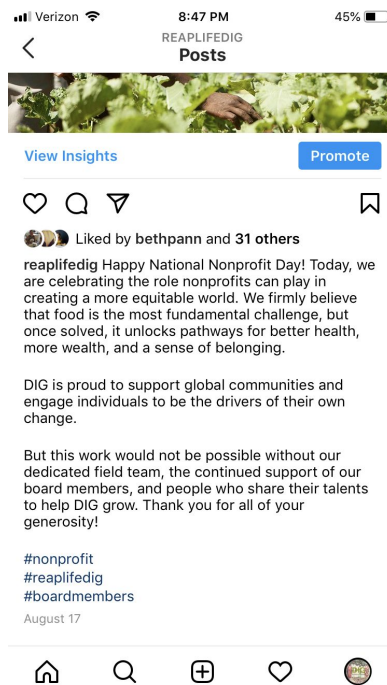 Verizon 8:47 PM 45%
REAPLIFEDIG
Posts
View Insights
Promote
Liked by bethpann and 31 others
reaplifedig Happy National Nonprofit Day! Today, we
are celebrating the role nonprofits can play in
creating a more equitable world. We firmly believe
that food is the most fundamental challenge, but
once solved, it unlocks pathways for better health,
more wealth, and a sense of belonging.
DIG is proud to support global communities and
engage individuals to be the drivers of their own
change.
But this work would not be possible without our
dedicated field team, the continued support of our
board members, and people who share their talents
to help DIG grow. Thank you for all of your
generosity!
#nonprofit
#reaplifedig
#boardmembers
August 17